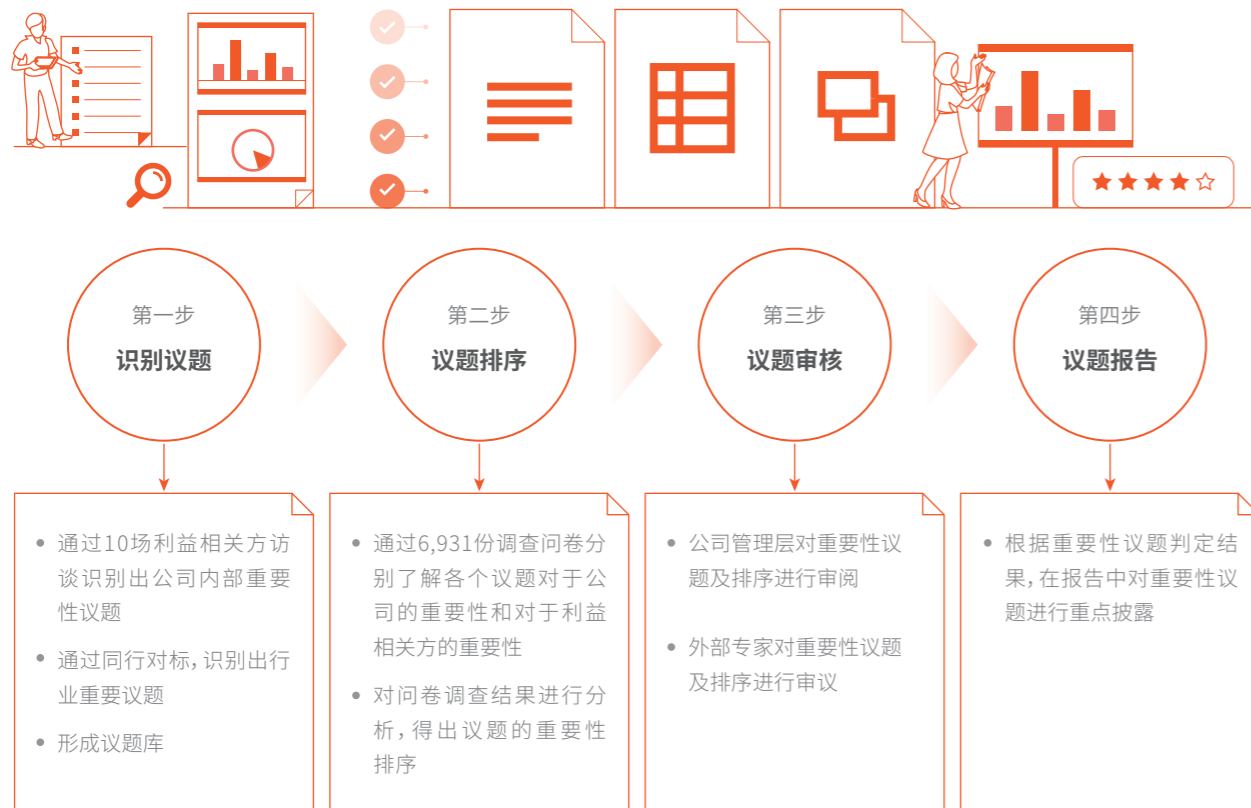 第一步
识别议题
第二步
议题排序
第三步
议题审核
第四步
议题报告
• 通过10场利益相关方访
谈识别出公司内部重要
性议题
• 通过同行对标，识别出行
业重要议题
• 形成议题库
• 通过6,931份调查问卷分
别了解各个议题对于公
司的重要性和对于利益
相关方的重要性
• 对问卷调查结果进行分
析，得出议题的重要性
排序
• 公司管理层对重要性议
题及排序进行审阅
• 外部专家对重要性议题
及排序进行审议
• 根据重要性议题判定结
果，在报告中对重要性议
题进行重点披露